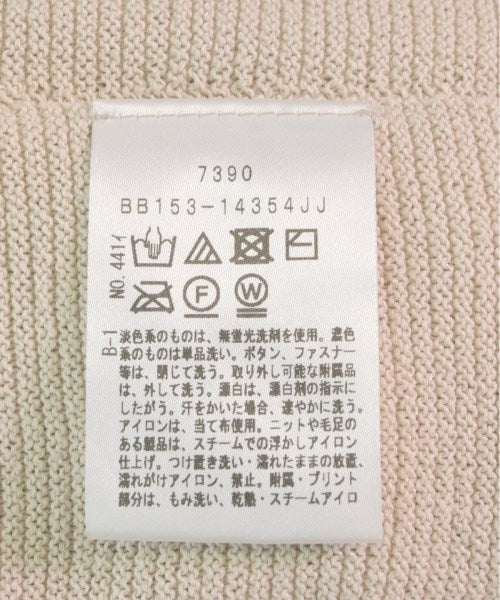 7390
BB153-14354JJ
NO. 441イ
F W
B-1
淡色系のものは、無蛍光洗剤を使用。濃色
系のものは単品洗い。ボタン、ファスナー
等は、閉じて洗う。取り外し可能な附属品
は、外して洗う。漂白は、漂白剤の指示に
したがう。汗をかいた場合、速やかに洗う。
アイロンは、当て布使用。ニットや毛足の
ある製品は、スチームでの浮かしアイロン
仕上げ。つけ置き洗い・濡れたままの放置、
濡れがけアイロン、禁止。附属・プリント
部分は、もみ洗い、乾熱・スチームアイロ